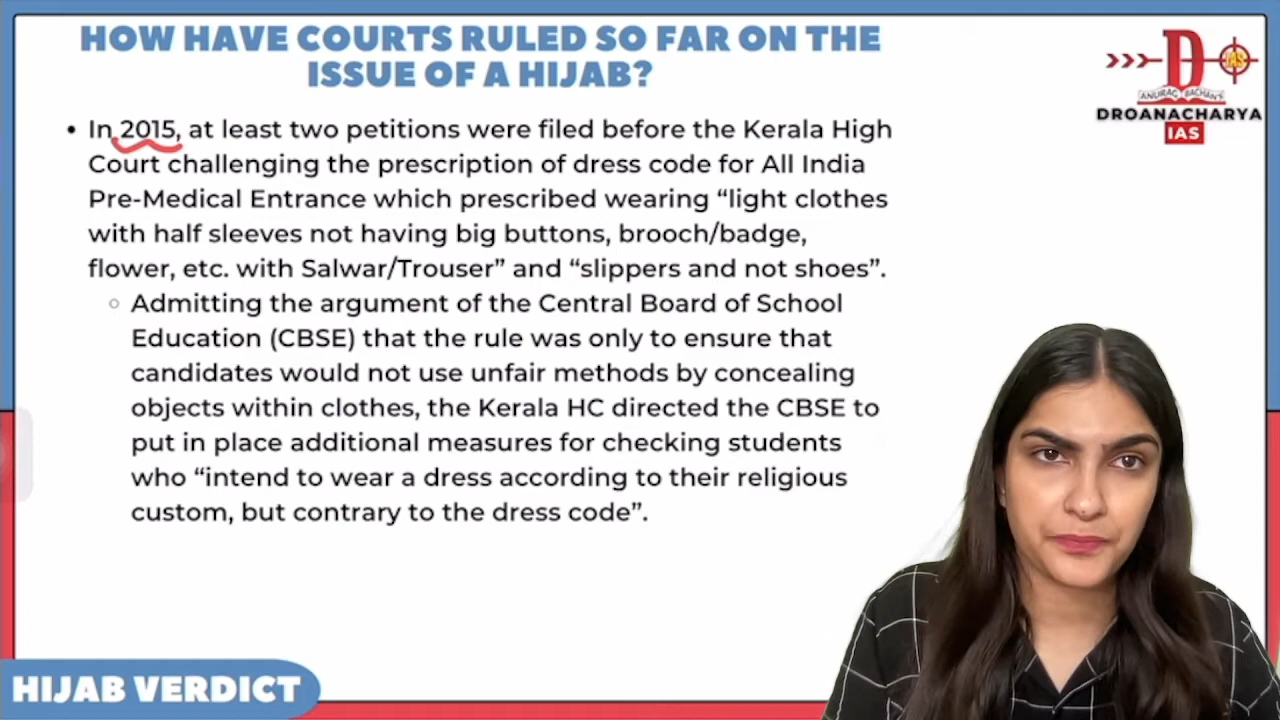 HOW HAVE COURTS RULED SO FAR ON THE
ISSUE OF A HIJAB?
• In 2015, at least two petitions were filed before the Kerala High
Court challenging the prescription of dress code for All India
Pre-Medical Entrance which prescribed wearing “light clothes
with half sleeves not having big buttons, brooch/badge,
flower, etc. with Salwar/Trouser” and “slippers and not shoes”.
○ Admitting the argument of the Central Board of School
Education (CBSE) that the rule was only to ensure that
candidates would not use unfair methods by concealing
objects within clothes, the Kerala HC directed the CBSE to
put in place additional measures for checking students
who “intend to wear a dress according to their religious
custom, but contrary to the dress code”.
D
IAS
ANURAG BACHAN'S
DROANACHARYA
IAS
HIJAB VERDICT